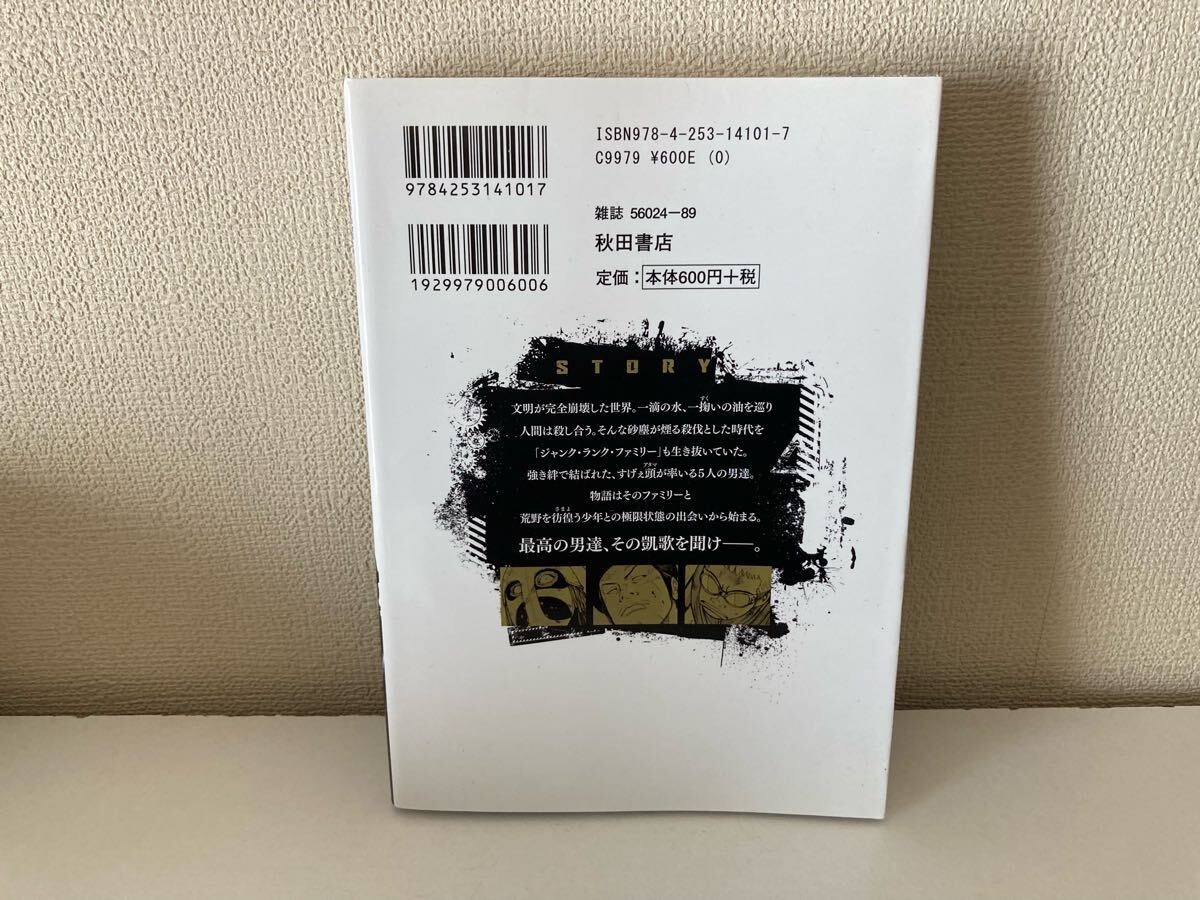 ISBN978-4-253-14101-7
C9979 ¥600E (0)
9784253141017
雑誌 56024-89
秋田書店
1929979006006
定価:本体600円+税
STORY
文明が完全崩壊した世界。一滴の水、一掬いの油を巡り
人間は殺し合う。そんな砂塵が煙る殺伐とした時代を
「ジャンク・ランク・ファミリー」も生き抜いていた。
強き絆で結ばれた、すげぇ頭が率いる5人の男達。
物語はそのファミリーと
荒野を彷徨う少年との極限状態の出会いから始まる。
最高の男達、その凱歌を聞け――。